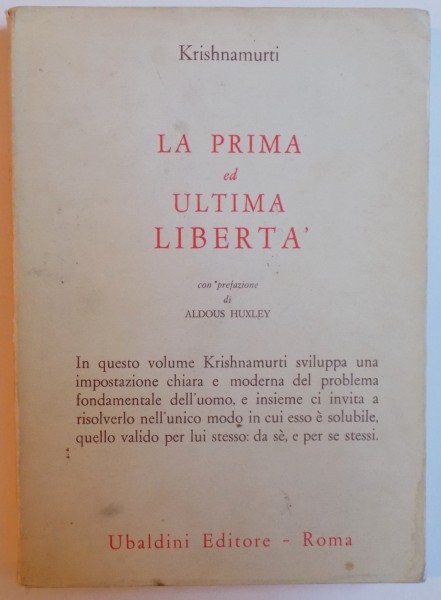 Krishnamurti
LA PRIMA
ed
ULTIMA
LIBERTA'
con prefazione
di
ALDOUS HUXLEY
In questo volume Krishnamurti sviluppa una
impostazione chiara e moderna del problema
fondamentale dell'uomo, e insieme ci invita a
risolverlo nell'unico modo in cui esso è solubile,
quello valido per lui stesso: da sè, e per se stessi.
Ubaldini Editore - Roma